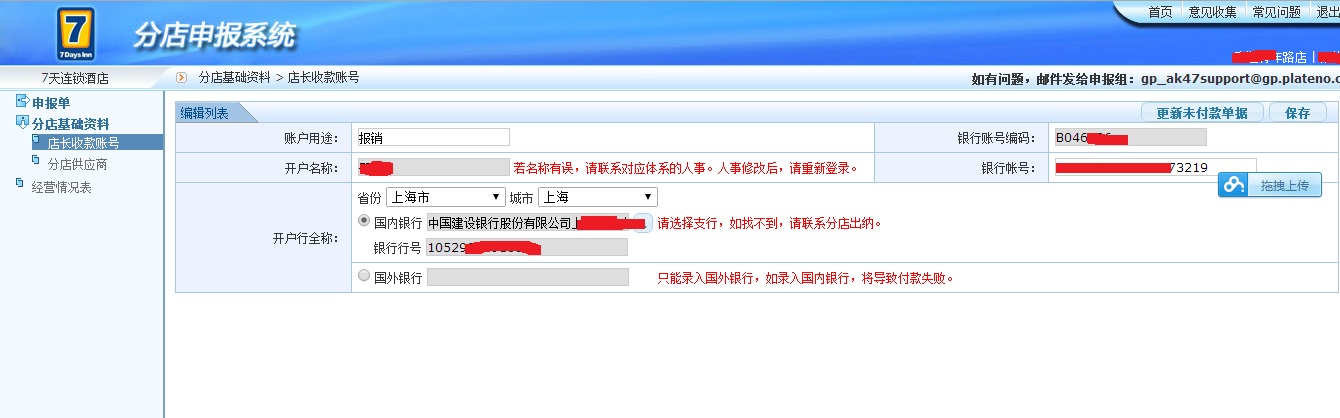 首页 意见收集 常见问题 退出
7
7Days Inn
分店申报系统
车路店 |
7天连锁酒店
分店基础资料 > 店长收款账号
如有问题，邮件发给申报组：gp_ak47support@gp.plateno.c
申报单
分店基础资料
店长收款账号
分店供应商
经营情况表
编辑列表
更新未付款单据 保存
账户用途： 报销
银行账号编码： B046
开户名称： 若名称有误，请联系对应体系的人事。人事修改后，请重新登录。
银行帐号： 73219
拖拽上传
省份 上海市 城市 上海
开户行全称：
国内银行 中国建设银行股份有限公司上 请选择支行，如找不到，请联系分店出纳。
银行行号 10529
国外银行 只能录入国外银行，如录入国内银行，将导致付款失败。